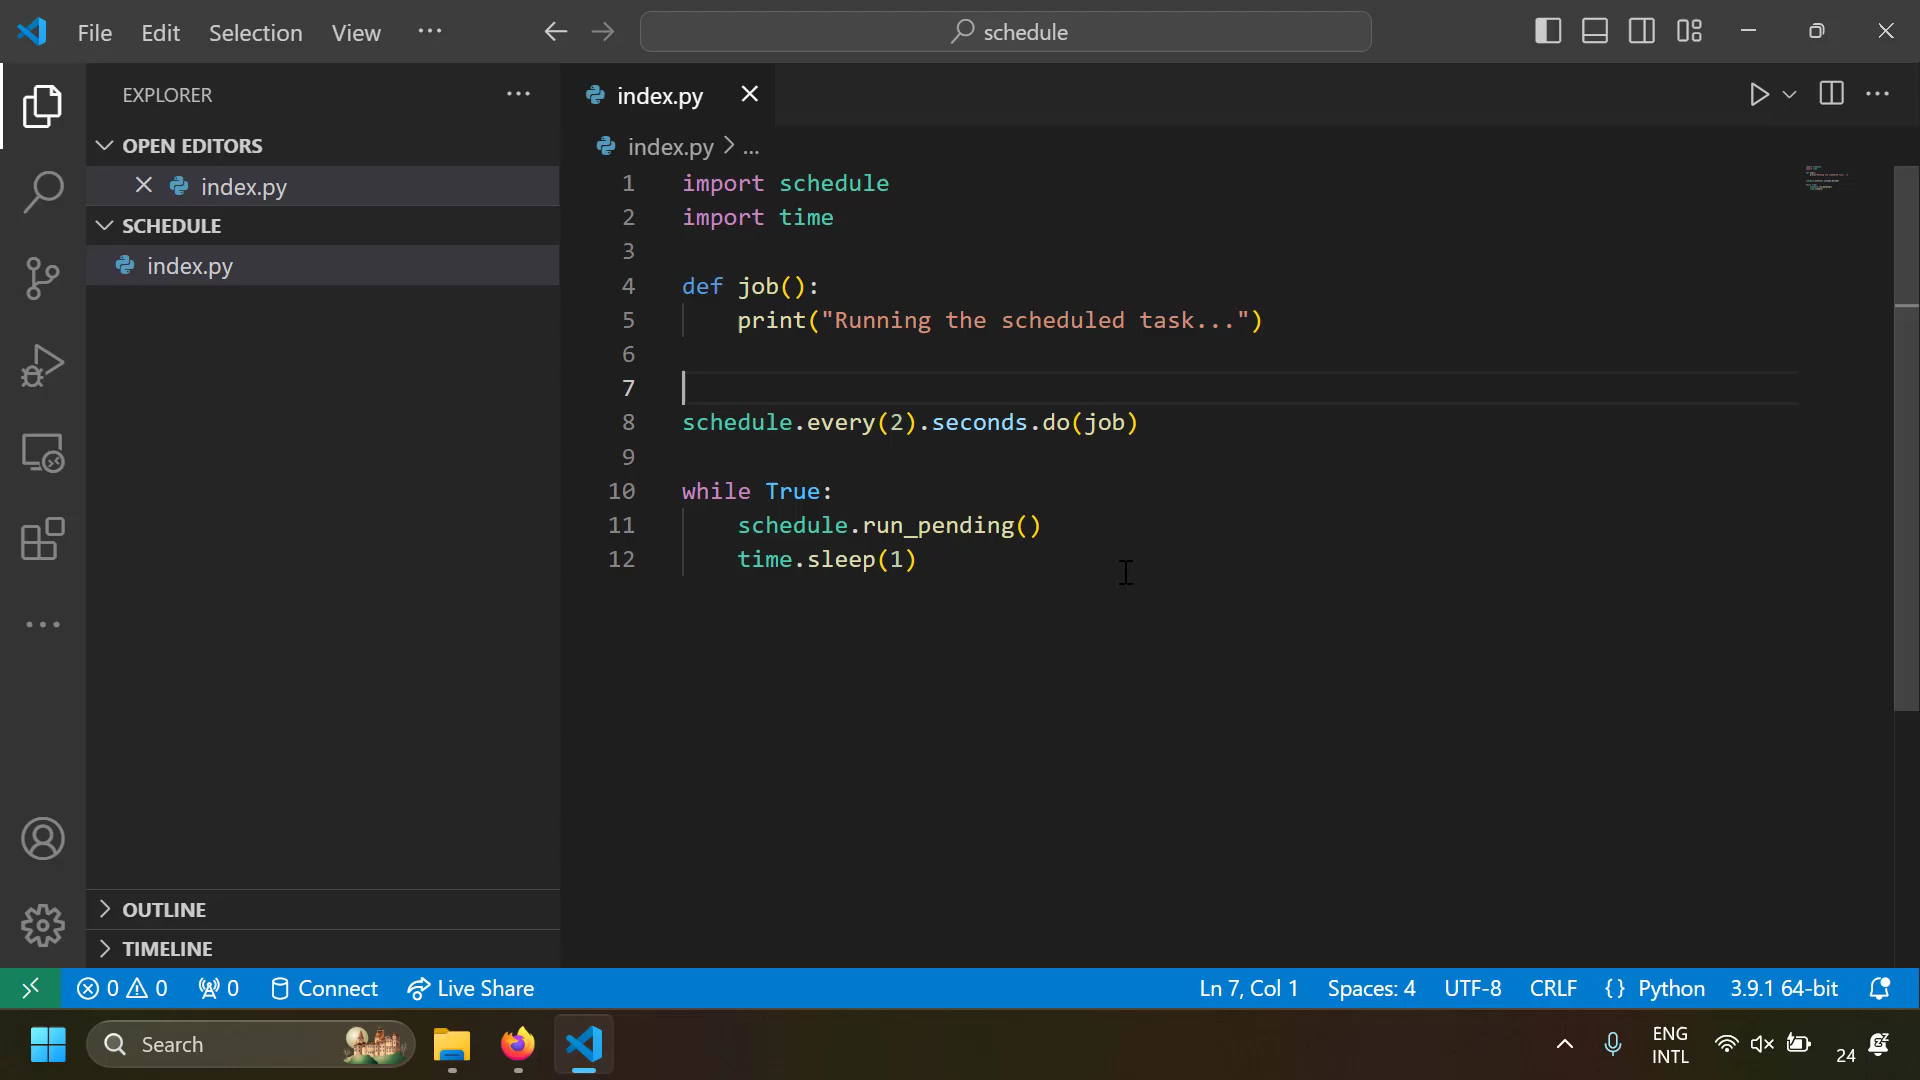 File Edit Selection View ... schedule
EXPLORER ...
index.py
OPEN EDITORS
index.py > ...
index.py
SCHEDULE
index.py
1 import schedule
2 import time
3
4 def job():
5 print("Running the scheduled task...")
6
7
8 schedule.every(2).seconds.do(job)
9
10 while True:
11 schedule.run_pending()
12 time.sleep(1)
OUTLINE
TIMELINE
0 0 0 Connect Live Share Ln 7, Col 1 Spaces: 4 UTF-8 CRLF {} Python 3.9.1 64-bit
Search ENG
INTL
24